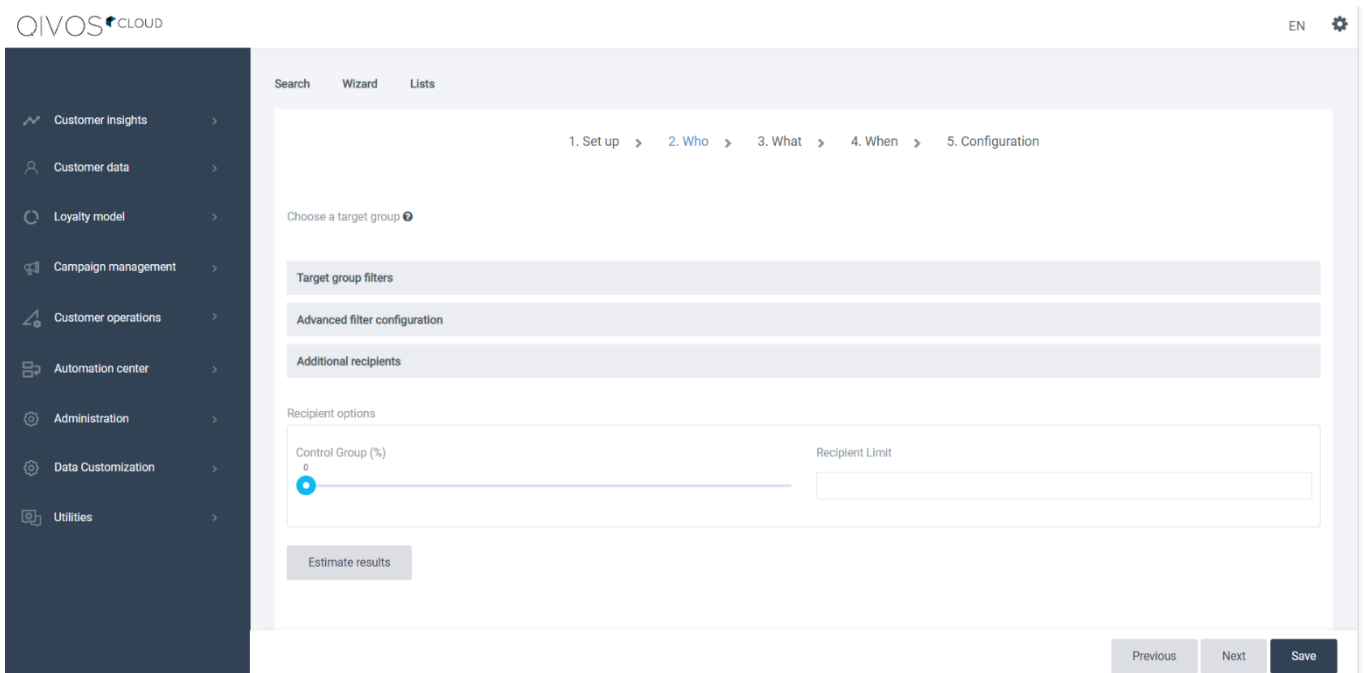 QIVOS CLOUD
EN
Search Wizard Lists
Customer insights
Customer data
Loyalty model
Campaign management
Customer operations
Automation center
Administration
Data Customization
Utilities
1. Set up 2. Who 3. What 4. When 5. Configuration
Choose a target group
Target group filters
Advanced filter configuration
Additional recipients
Recipient options
Control Group (%)
0
Recipient Limit
Estimate results
Previous Next Save